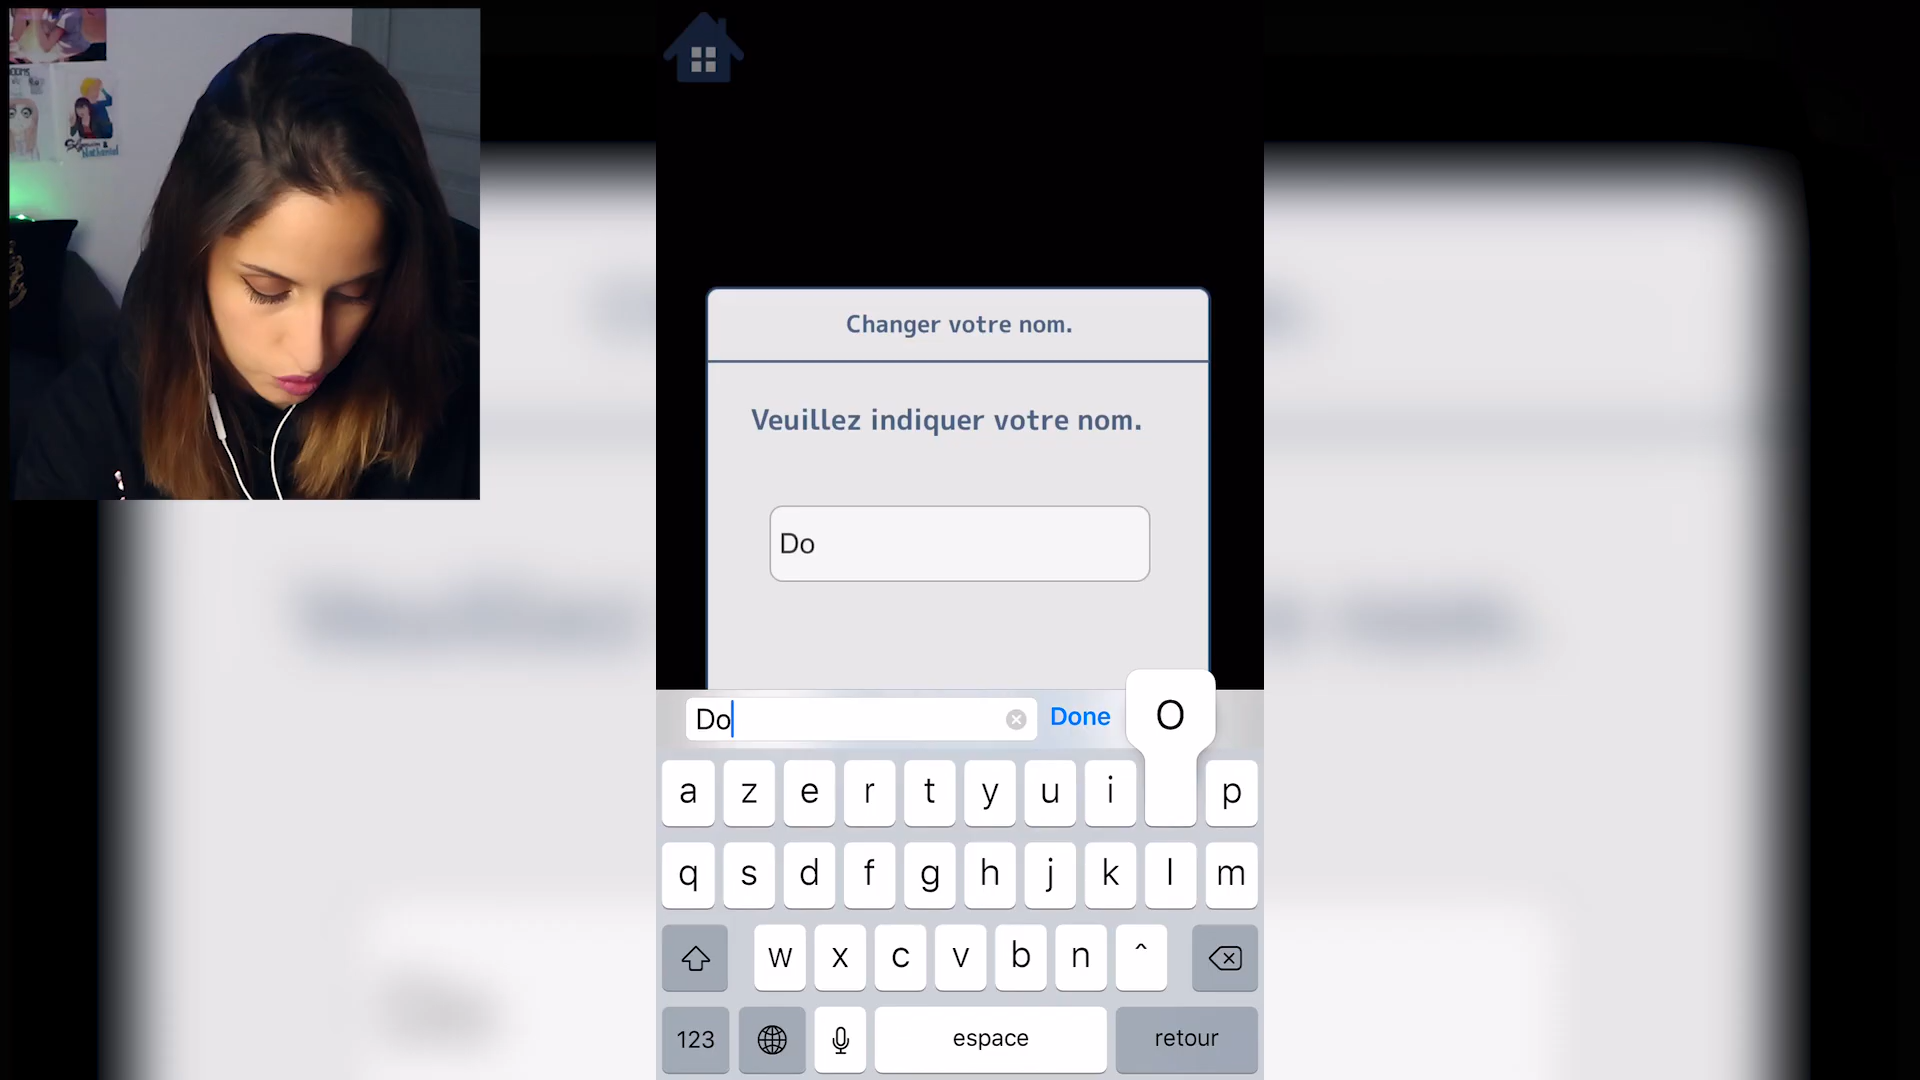 Changer votre nom.
Veuillez indiquer votre nom.
Do
Do
Done
O
a z e r t y u i p
q s d f g h j k l m
w x c v b n ^
123 espace retour